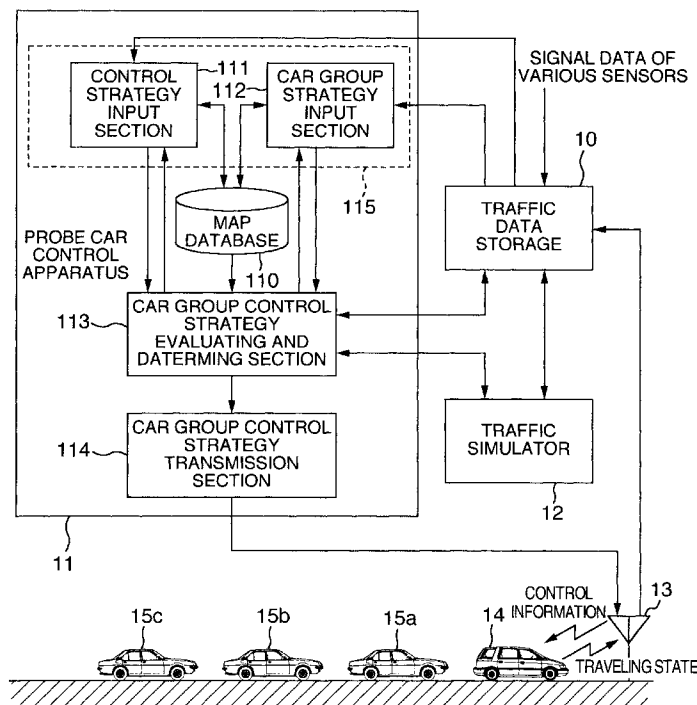 CONTROL
STRATEGY
INPUT
SECTION
111
112
CAR GROUP
STRATEGY
INPUT
SECTION
SIGNAL DATA OF
VARIOUS SENSORS
10
115
TRAFFIC
DATA
STORAGE
MAP
DATABASE
110
PROBE CAR
CONTROL
APPARATUS
113
CAR GROUP CONTROL
STRATEGY
EVALUATING AND
DATERMING SECTION
114
CAR GROUP CONTROL
STRATEGY
TRANSMISSION
SECTION
TRAFFIC
SIMULATOR
12
11
15c
15b
15a
14
CONTROL
INFORMATION
13
TRAVELING STATE